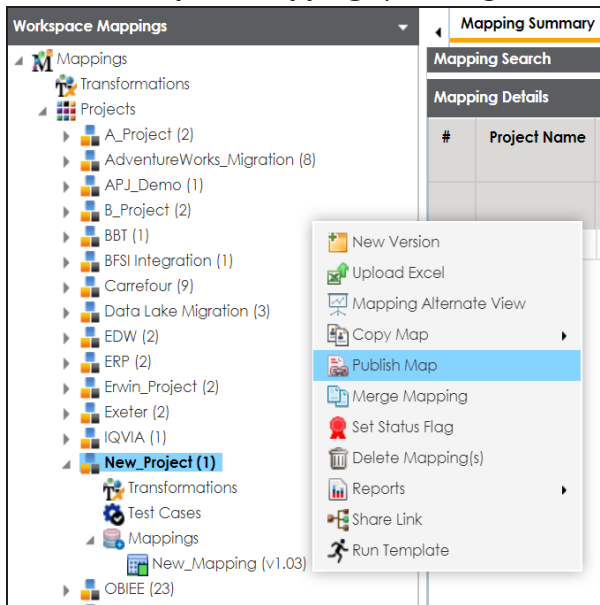 Workspace Mappings
Mappings
Transformations
Projects
A_Project (2)
AdventureWorks_Migration (8)
APJ_Demo (1)
B_Project (2)
BBT (1)
BFSI Integration (1)
Carrefour (9)
Data Lake Migration (3)
EDW (2)
ERP (2)
Erwin_Project (2)
Exeter (2)
IQVIA (1)
New_Project (1)
Transformations
Test Cases
Mappings
New_Mapping (v1.03)
OBIEE (23)
Mapping Summary
Mapping Search
Mapping Details
# Project Name
New Version
Upload Excel
Mapping Alternate View
Copy Map
Publish Map
Merge Mapping
Set Status Flag
Delete Mapping(s)
Reports
Share Link
Run Template